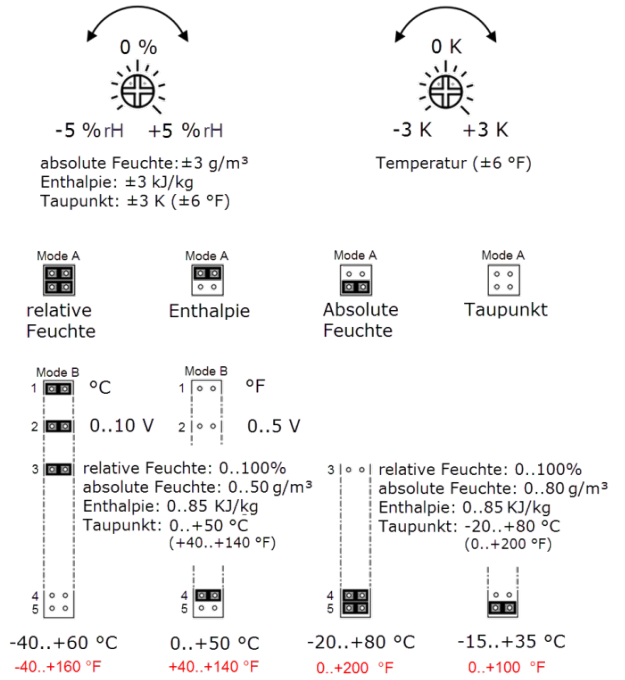 0 %
0 K
-5 %rH +5 %rH
-3 K +3 K
absolute Feuchte:±3 g/m³
Enthalpie: ±3 kJ/kg
Taupunkt: ±3 K (±6 °F)
Temperatur (±6 °F)
Mode A
Mode A
Mode A
Mode A
relative
Feuchte
Enthalpie
Absolute
Feuchte
Taupunkt
Mode B
Mode B
1 °C
1 °F
2 0..10 V
2 0..5 V
3 relative Feuchte: 0..100%
absolute Feuchte: 0..50 g/m³
Enthalpie: 0..85 KJ/kg
Taupunkt: 0..+50 °C
(+40..+140 °F)
3 relative Feuchte: 0..100%
absolute Feuchte: 0..80 g/m³
Enthalpie: 0..85 KJ/kg
Taupunkt: -20..+80 °C
(0..+200 °F)
4
5
4
5
4
5
4
5
-40..+60 °C
0..+50 °C
-20..+80 °C
-15..+35 °C
-40..+160 °F
+40..+140 °F
0..+200 °F
0..+100 °F